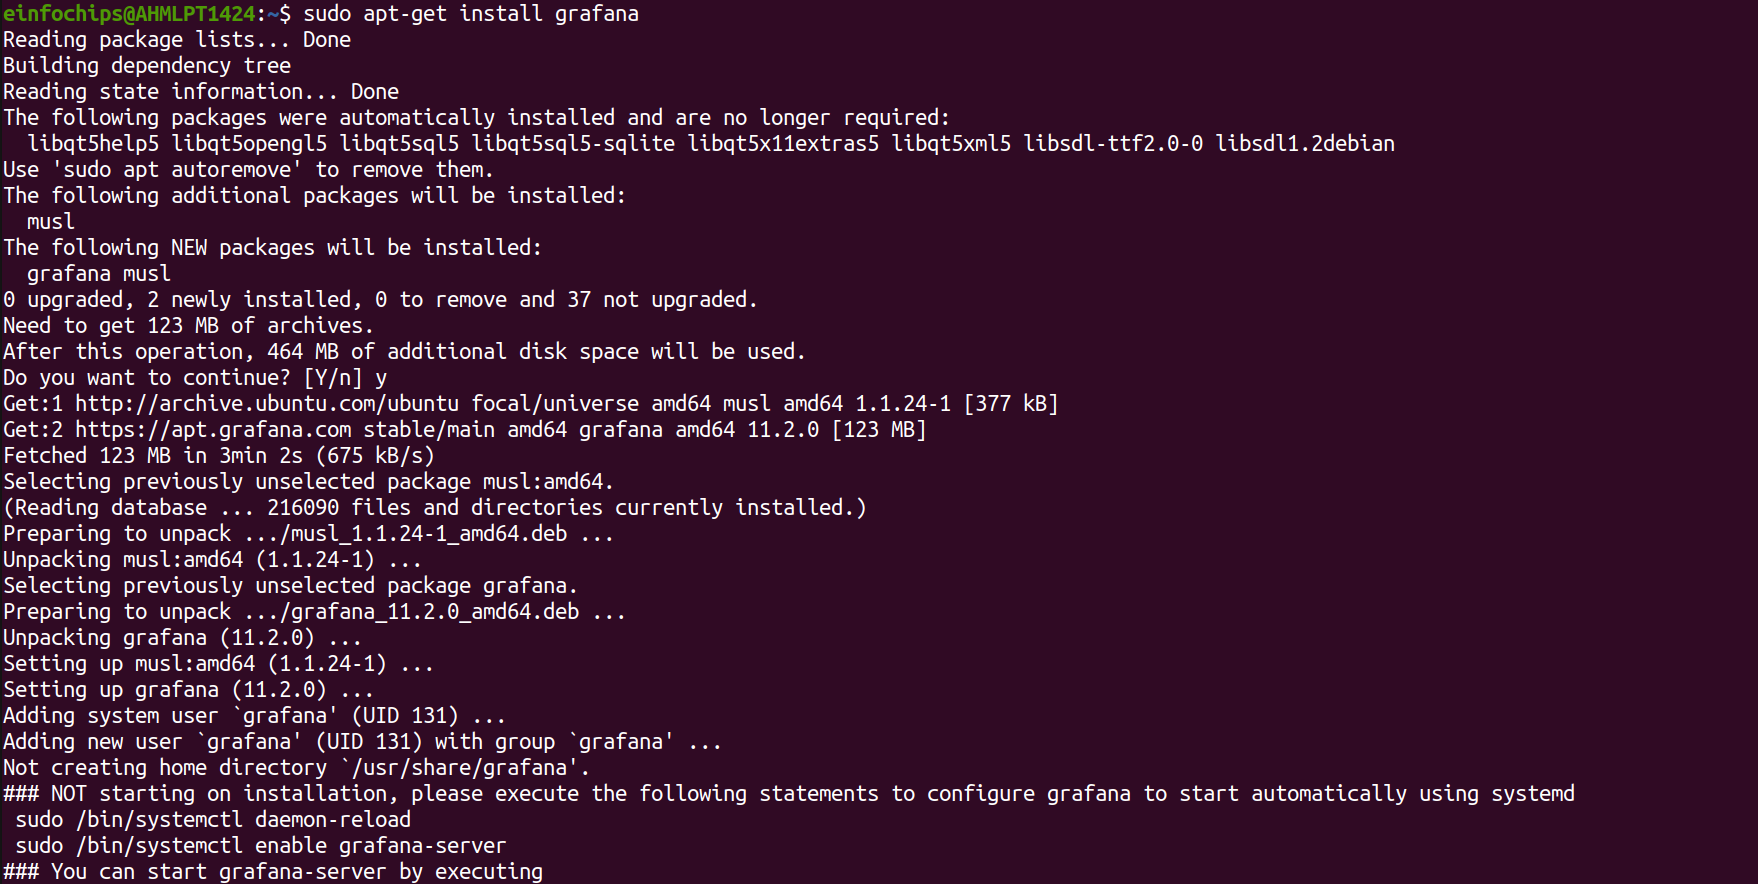 einfochips@AHMLPT1424:~$ sudo apt-get install grafana
Reading package lists... Done
Building dependency tree
Reading state information... Done
The following packages were automatically installed and are no longer required:
  libqt5help5 libqt5opengl5 libqt5sql5 libqt5sql5-sqlite libqt5x11extras5 libqt5xml5 libsdl-ttf2.0-0 libsdl1.2debian
Use 'sudo apt autoremove' to remove them.
The following additional packages will be installed:
  musl
The following NEW packages will be installed:
  grafana musl
0 upgraded, 2 newly installed, 0 to remove and 37 not upgraded.
Need to get 123 MB of archives.
After this operation, 464 MB of additional disk space will be used.
Do you want to continue? [Y/n] y
Get:1 http://archive.ubuntu.com/ubuntu focal/universe amd64 musl amd64 1.1.24-1 [377 kB]
Get:2 https://apt.grafana.com stable/main amd64 grafana amd64 11.2.0 [123 MB]
Fetched 123 MB in 3min 2s (675 kB/s)
Selecting previously unselected package musl:amd64.
(Reading database ... 216090 files and directories currently installed.)
Preparing to unpack .../musl_1.1.24-1_amd64.deb ...
Unpacking musl:amd64 (1.1.24-1) ...
Selecting previously unselected package grafana.
Preparing to unpack .../grafana_11.2.0_amd64.deb ...
Unpacking grafana (11.2.0) ...
Setting up musl:amd64 (1.1.24-1) ...
Setting up grafana (11.2.0) ...
Adding system user `grafana' (UID 131) ...
Adding new user `grafana' (UID 131) with group `grafana' ...
Not creating home directory `/usr/share/grafana'.
### NOT starting on installation, please execute the following statements to configure grafana to start automatically using systemd
 sudo /bin/systemctl daemon-reload
 sudo /bin/systemctl enable grafana-server
### You can start grafana-server by executing